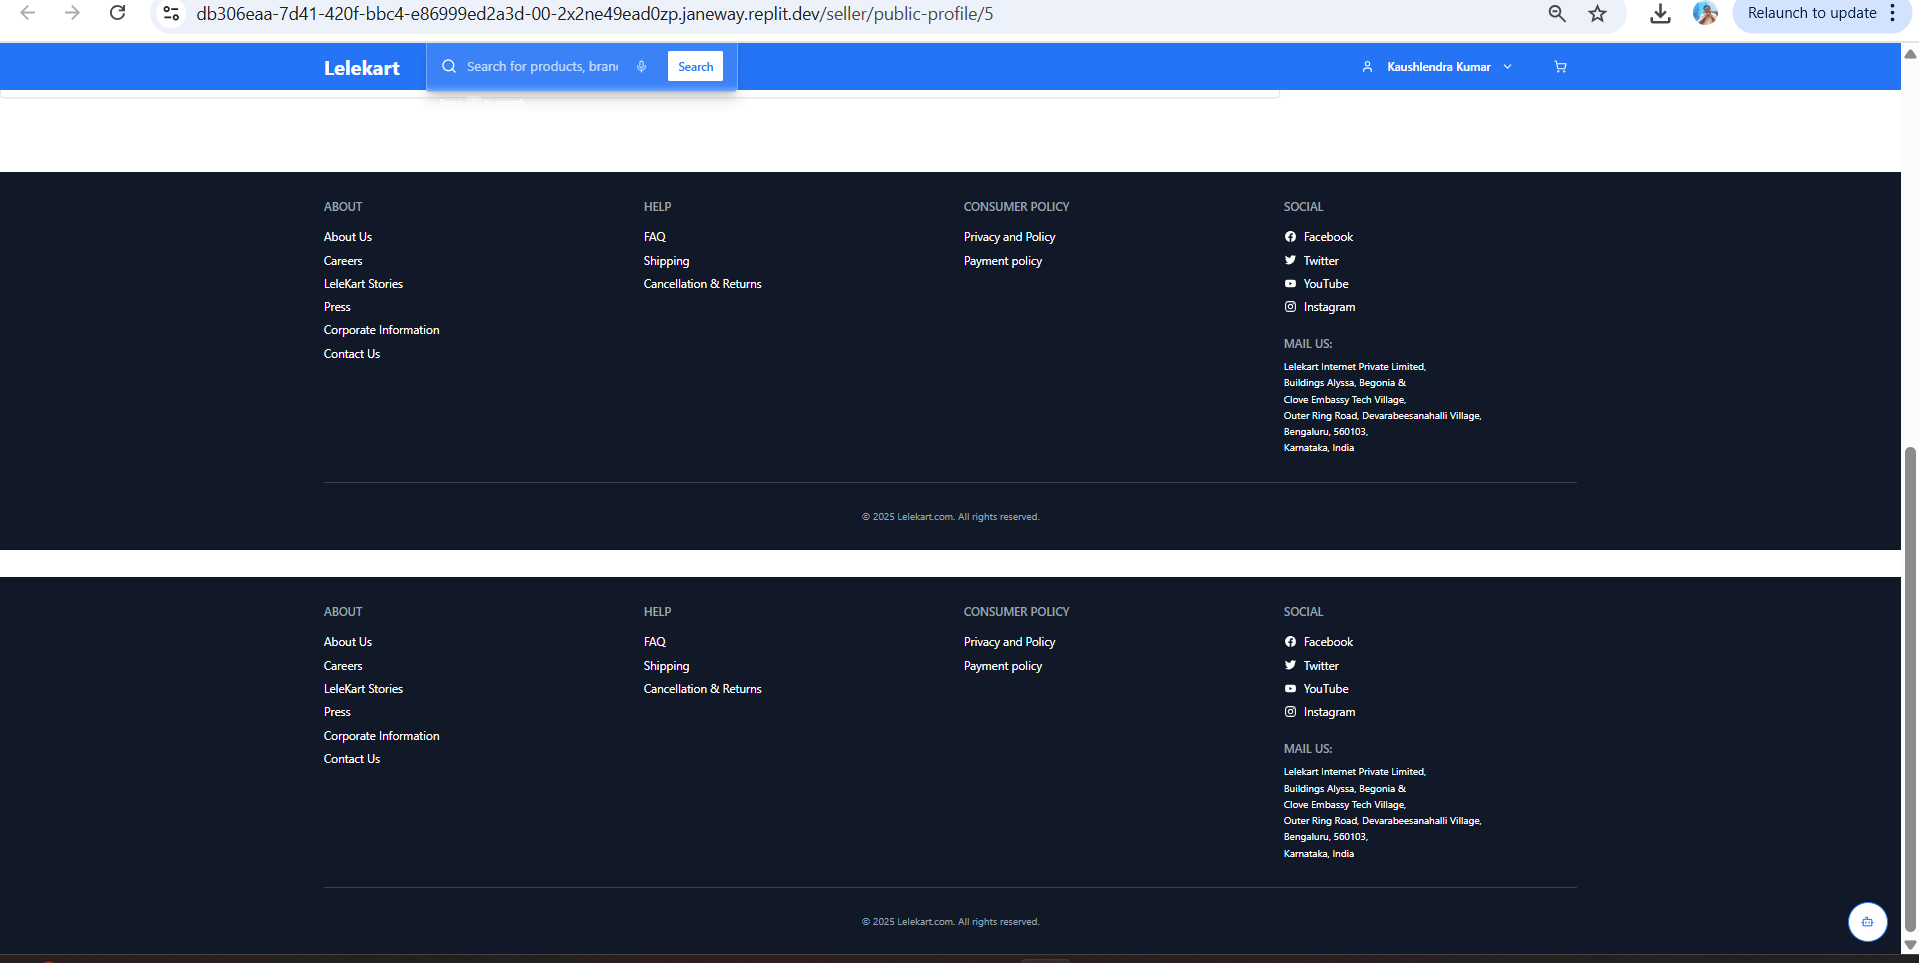 db306eaa-7d41-420f-bbc4-e86999ed2a3d-00-2x2ne49ead0zp.janeway.replit.dev/seller/public-profile/5
Relaunch to update
Lelekart
Search for products, bran
Search
Kaushlendra Kumar
ABOUT
About Us
Careers
LeleKart Stories
Press
Corporate Information
Contact Us
HELP
FAQ
Shipping
Cancellation & Returns
CONSUMER POLICY
Privacy and Policy
Payment policy
SOCIAL
Facebook
Twitter
YouTube
Instagram
MAIL US:
Lelekart Internet Private Limited,
Buildings Alyssa, Begonia &
Clove Embassy Tech Village,
Outer Ring Road, Devarabeesanahalli Village,
Bengaluru, 560103,
Karnataka, India
© 2025 Lelekart.com. All rights reserved.
ABOUT
About Us
Careers
LeleKart Stories
Press
Corporate Information
Contact Us
HELP
FAQ
Shipping
Cancellation & Returns
CONSUMER POLICY
Privacy and Policy
Payment policy
SOCIAL
Facebook
Twitter
YouTube
Instagram
MAIL US:
Lelekart Internet Private Limited,
Buildings Alyssa, Begonia &
Clove Embassy Tech Village,
Outer Ring Road, Devarabeesanahalli Village,
Bengaluru, 560103,
Karnataka, India
© 2025 Lelekart.com. All rights reserved.